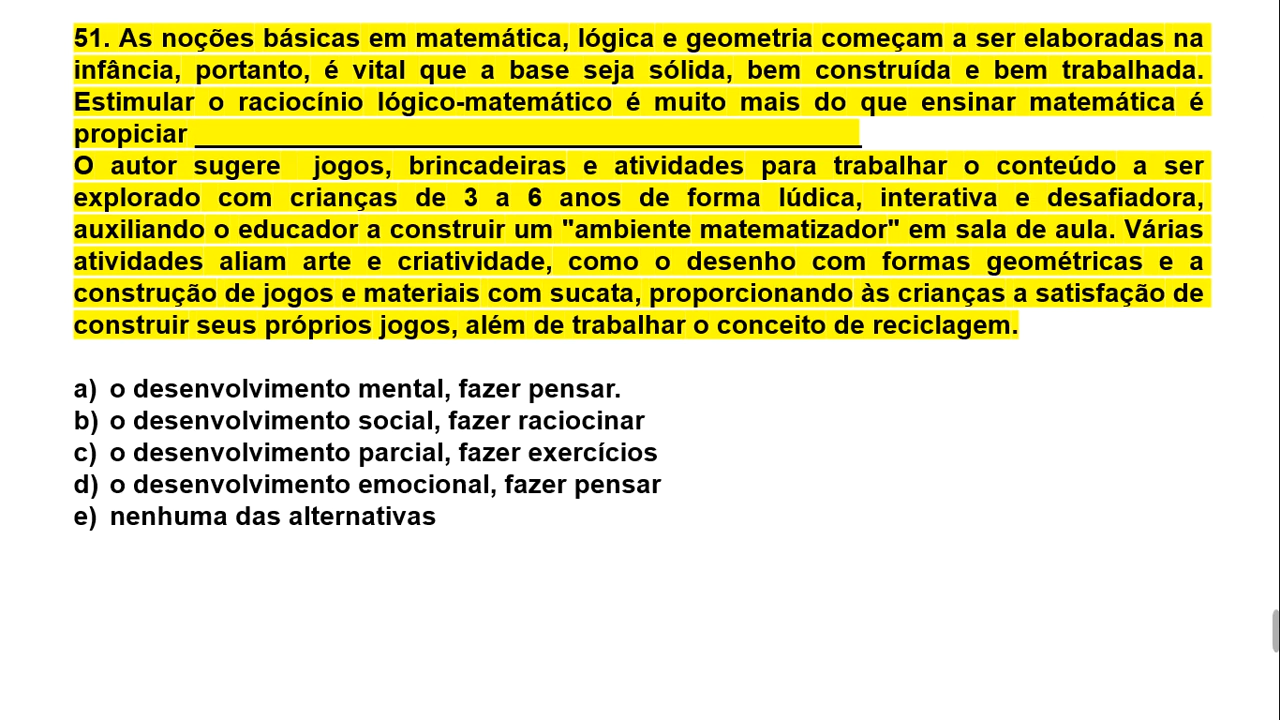 51. As noções básicas em matemática, lógica e geometria começam a ser elaboradas na
infância, portanto, é vital que a base seja sólida, bem construída e bem trabalhada.
Estimular o raciocínio lógico-matemático é muito mais do que ensinar matemática é
propiciar ________________________________________________
O autor sugere  jogos, brincadeiras e atividades para trabalhar o conteúdo a ser
explorado com crianças de 3 a 6 anos de forma lúdica, interativa e desafiadora,
auxiliando o educador a construir um "ambiente matematizador" em sala de aula. Várias
atividades aliam arte e criatividade, como o desenho com formas geométricas e a
construção de jogos e materiais com sucata, proporcionando às crianças a satisfação de
construir seus próprios jogos, além de trabalhar o conceito de reciclagem.
a) o desenvolvimento mental, fazer pensar.
b) o desenvolvimento social, fazer raciocinar
c) o desenvolvimento parcial, fazer exercícios
d) o desenvolvimento emocional, fazer pensar
e) nenhuma das alternativas